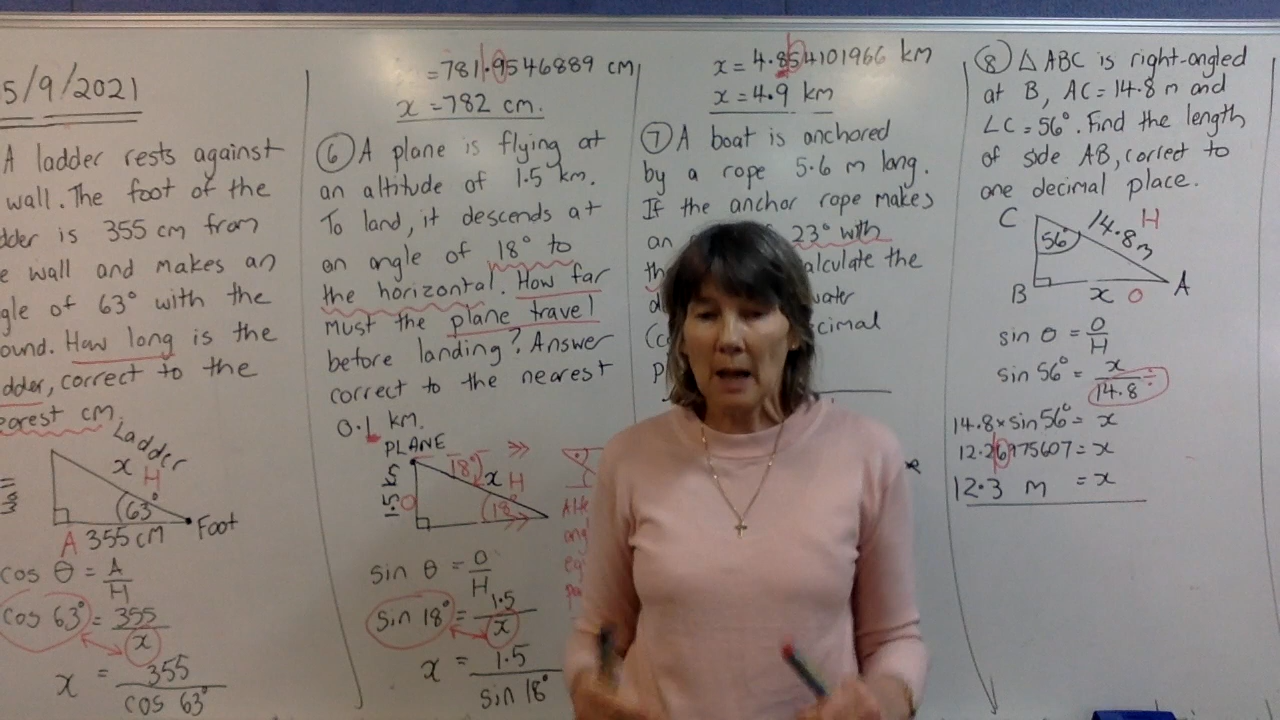 5/9/2021
A ladder rests against
wall. The foot of the
dder is 355 cm from
e wall and makes an
gle of 63° with the
ound. How long is the
dder, correct to the
earest cm.
Ladder
x
H
63°
A 355 cm
Foot
cos θ = A/H
cos 63° = 355/x
x = 355/cos 63°
= 781.9546889 cm
x = 782 cm.
⑥ A plane is flying at
an altitude of 1.5 km.
To land, it descends at
an angle of 18° to
the horizontal. How far
must the plane travel
before landing? Answer
correct to the nearest
0.1 km.
PLANE
18°
x H
1.5
O
18°
sin θ = O/H
sin 18° = 1.5/x
x = 1.5/sin 18°
x = 4.854101966 km
x = 4.9 km
⑦ A boat is anchored
by a rope 5.6 m long.
If the anchor rope makes
an 23° with
th alculate the
d water
(c cimal
p
⑧ △ ABC is right-angled
at B, AC = 14.8 m and
∠C = 56°. Find the length
of side AB, correct to
one decimal place.
C
H
14.8m
56°
B
x O
A
sin θ = O/H
sin 56° = x/14.8 ÷
14.8 × sin 56° = x
12.26975607 = x
12.3 m = x